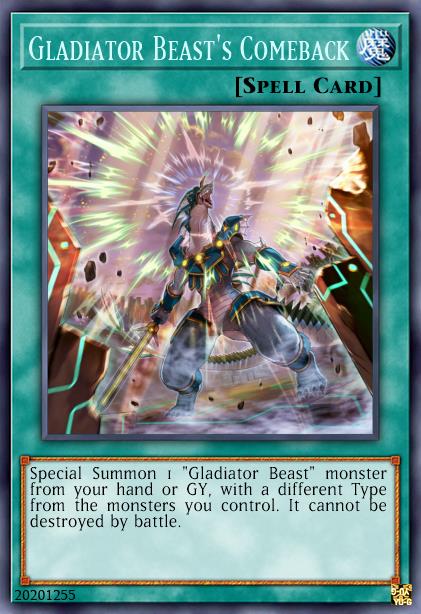 Gladiator Beast's Comeback
[Spell Card]
Special Summon 1 "Gladiator Beast" monster
from your hand or GY, with a different Type
from the monsters you control. It cannot be
destroyed by battle.
20201255